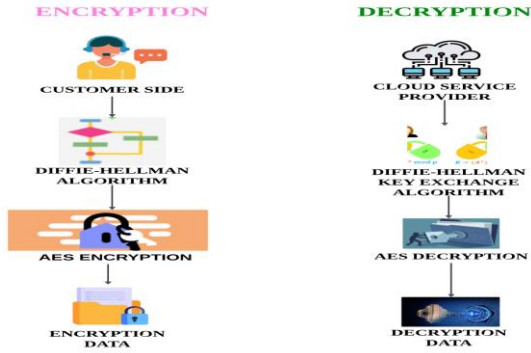 ENCRYPTION
CUSTOMER SIDE
DIFFIE-HELLMAN
ALGORITHM
AES ENCRYPTION
ENCRYPTION
DATA
DECRYPTION
CLOUD SERVICE
PROVIDER
DIFFIE-HELLMAN
KEY EXCHANGE
ALGORITHM
AES DECRYPTION
DECRYPTION
DATA